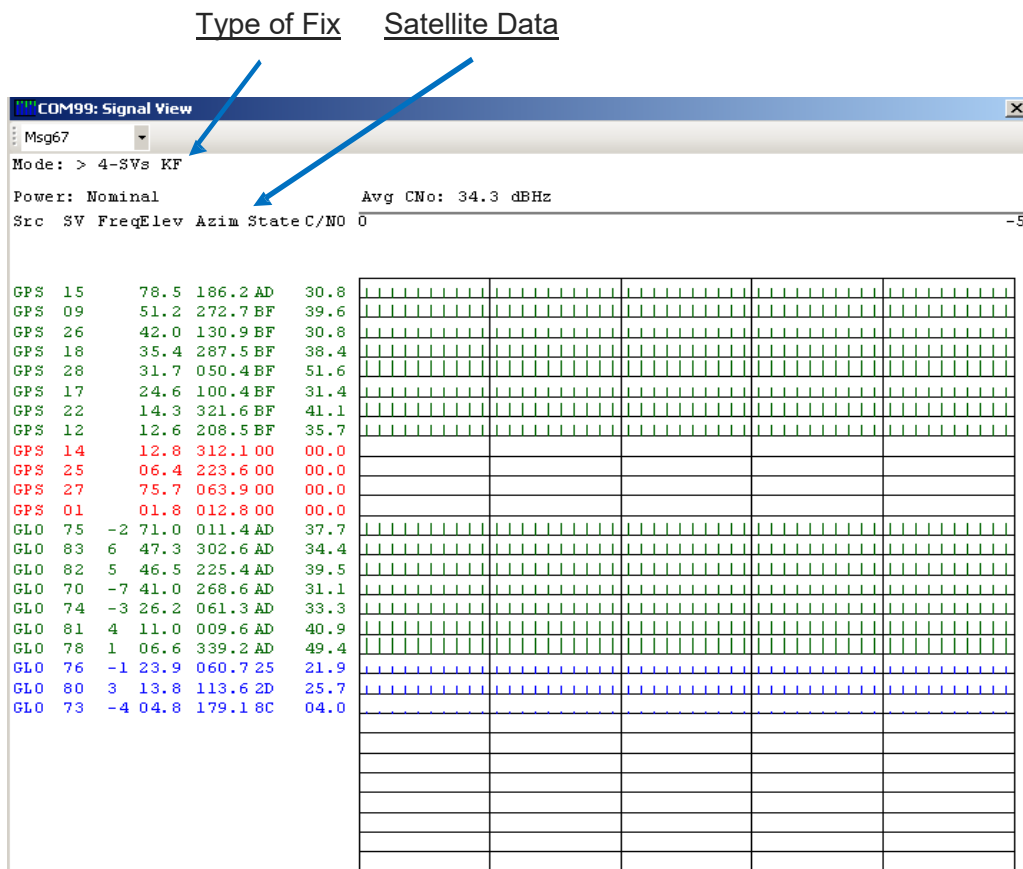 Type of Fix Satellite Data
COM99: Signal View
Msg67
Mode: > 4-SVs KF
Power: Nominal Avg CNo: 34.3 dBHz
Src SV FreqElev Azim State C/N0 0 -5
GPS 15 78.5 186.2 AD 30.8
GPS 09 51.2 272.7 BF 39.6
GPS 26 42.0 130.9 BF 30.8
GPS 18 35.4 287.5 BF 38.4
GPS 28 31.7 050.4 BF 51.6
GPS 17 24.6 100.4 BF 31.4
GPS 22 14.3 321.6 BF 41.1
GPS 12 12.6 208.5 BF 35.7
GPS 14 12.8 312.1 00 00.0
GPS 25 06.4 223.6 00 00.0
GPS 27 75.7 063.9 00 00.0
GPS 01 01.8 012.8 00 00.0
GLO 75 -2 71.0 011.4 AD 37.7
GLO 83 6 47.3 302.6 AD 34.4
GLO 82 5 46.5 225.4 AD 39.5
GLO 70 -7 41.0 268.6 AD 31.1
GLO 74 -3 26.2 061.3 AD 33.3
GLO 81 4 11.0 009.6 AD 40.9
GLO 78 1 06.6 339.2 AD 49.4
GLO 76 -1 23.9 060.7 25 21.9
GLO 80 3 13.8 113.6 2D 25.7
GLO 73 -4 04.8 179.1 8C 04.0